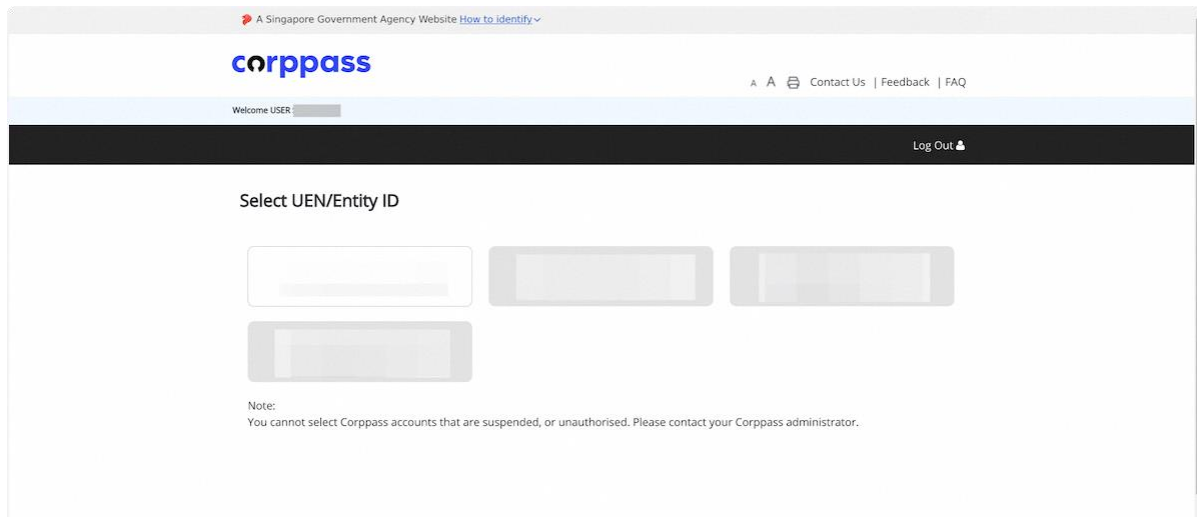 A Singapore Government Agency Website How to identify
corppass
A A Contact Us | Feedback | FAQ
Welcome USER
Log Out
Select UEN/Entity ID
Note:
You cannot select Corppass accounts that are suspended, or unauthorised. Please contact your Corppass administrator.